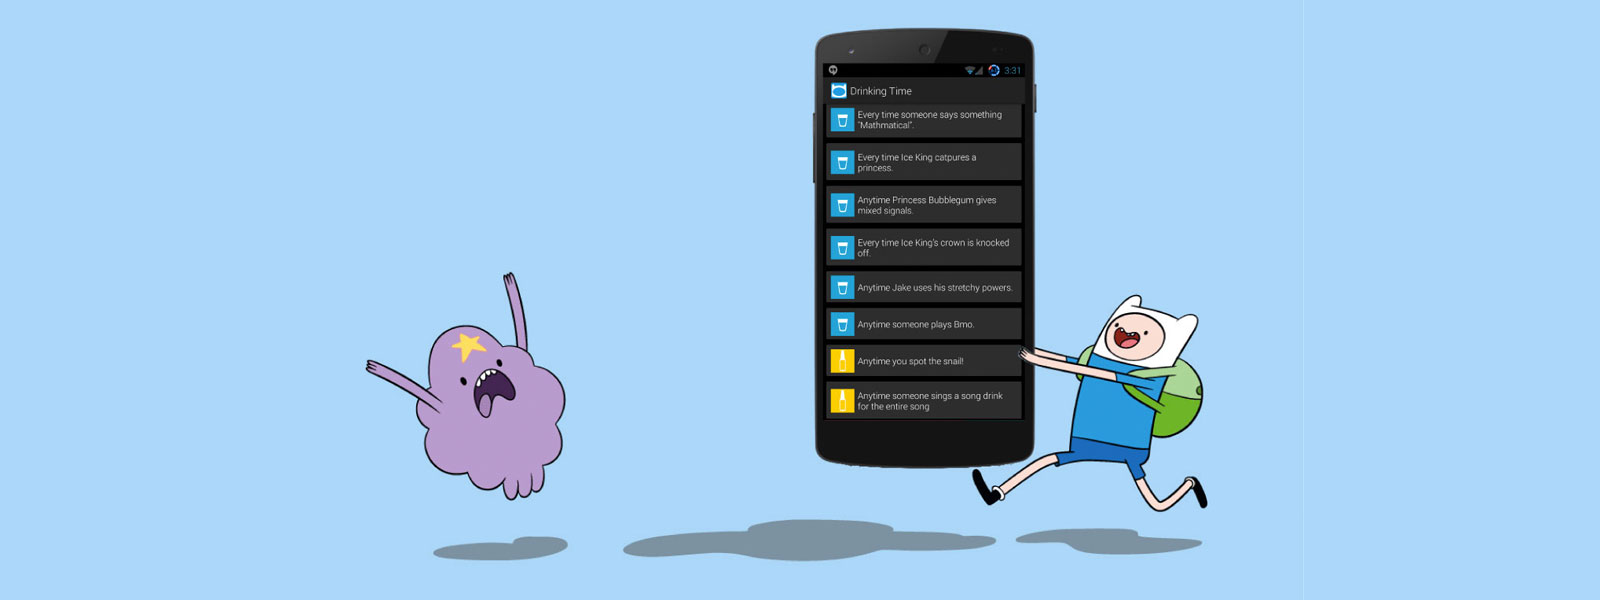 3:31
Drinking Time
Every time someone says something
"Mathmatical".
Every time Ice King catpures a
princess.
Anytime Princess Bubblegum gives
mixed signals.
Every time Ice King's crown is knocked
off.
Anytime Jake uses his stretchy powers.
Anytime someone plays Bmo.
Anytime you spot the snail!
Anytime someone sings a song drink
for the entire song